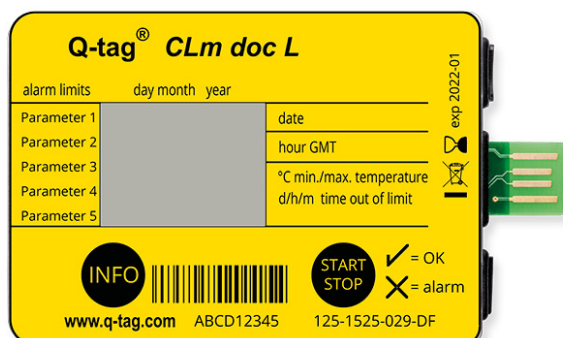 Q-tag® CLm doc L
alarm limits day month year
Parameter 1 date
Parameter 2 hour GMT
Parameter 3 °C min./max. temperature
Parameter 4 d/h/m time out of limit
Parameter 5
exp 2022-01
INFO START STOP ✓ = OK
✗ = alarm
www.q-tag.com ABCD12345 125-1525-029-DF